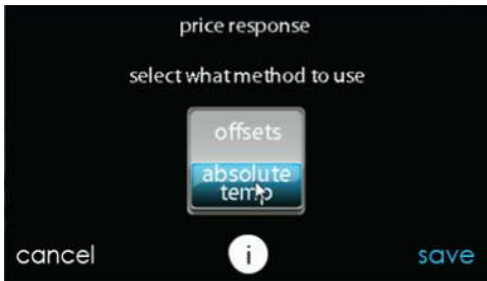 price response
select what method to use
offsets
absolute
temp
cancel
i
save